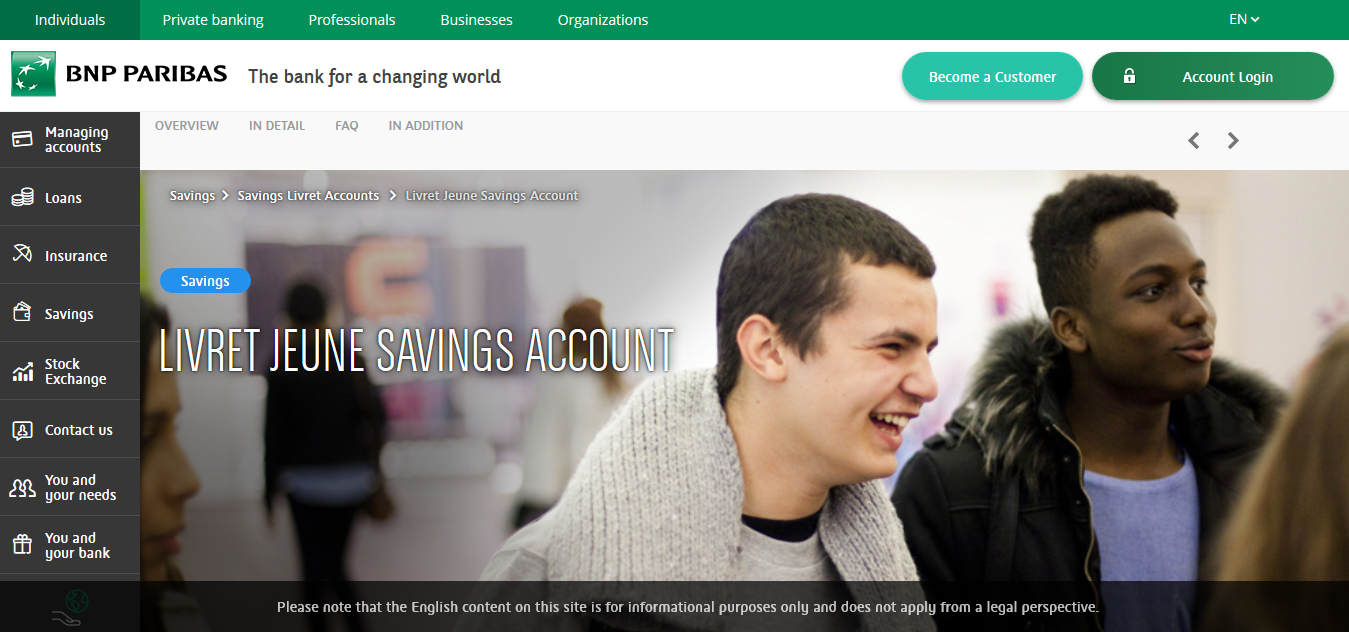 Individuals
Private banking
Professionals
Businesses
Organizations
EN
BNP PARIBAS
The bank for a changing world
Become a Customer
Account Login
Managing
accounts
Loans
Insurance
Savings
Stock
Exchange
Contact us
You and
your needs
You and
your bank
OVERVIEW
IN DETAIL
FAQ
IN ADDITION
Savings
Savings Livret Accounts
Livret Jeune Savings Account
Savings
LIVRET JEUNE SAVINGS ACCOUNT
Please note that the English content on this site is for informational purposes only and does not apply from a legal perspective.